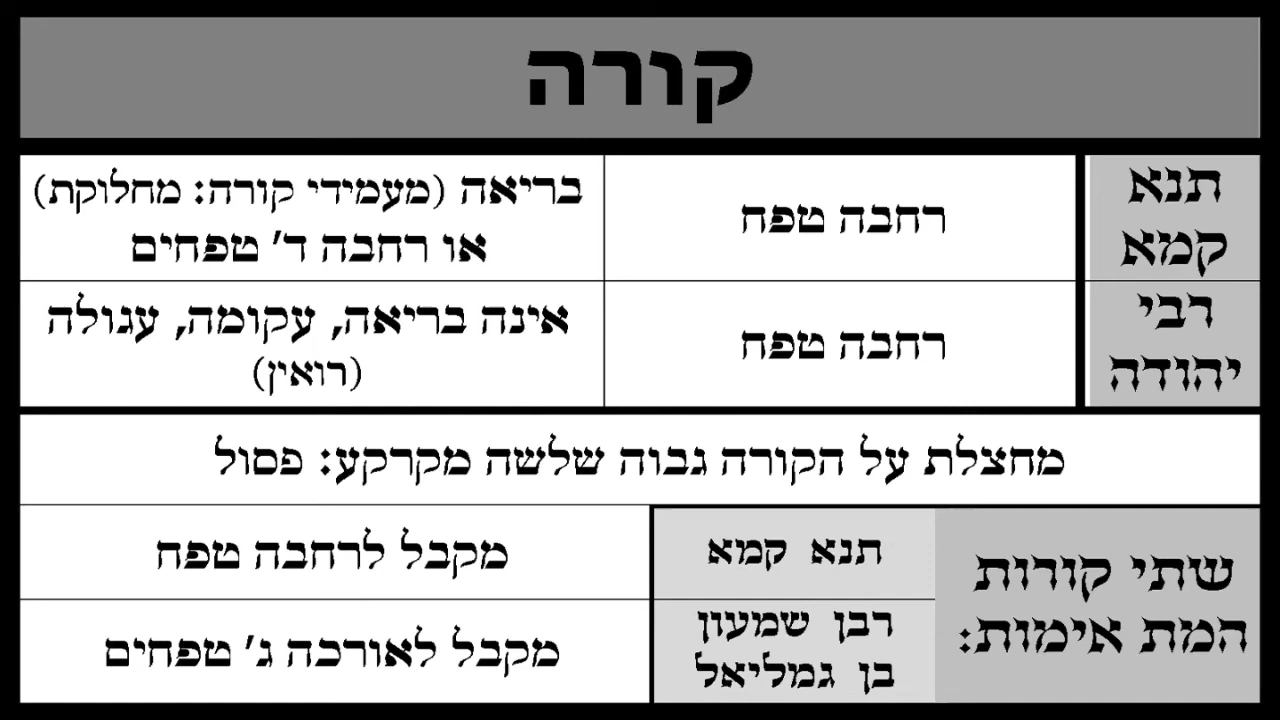 קורה
תנא
קמא
רחבה טפח
בריאה (מעמידי קורה: מחלוקת)
או רחבה ד' טפחים
רבי
יהודה
רחבה טפח
אינה בריאה, עקומה, עגולה
(רואין)
מחצלת על הקורה גבוה שלשה מקרקע: פסול
שתי קורות
המת אימות:
תנא קמא
מקבל לרחבה טפח
רבן שמעון
בן גמליאל
מקבל לאורכה ג' טפחים